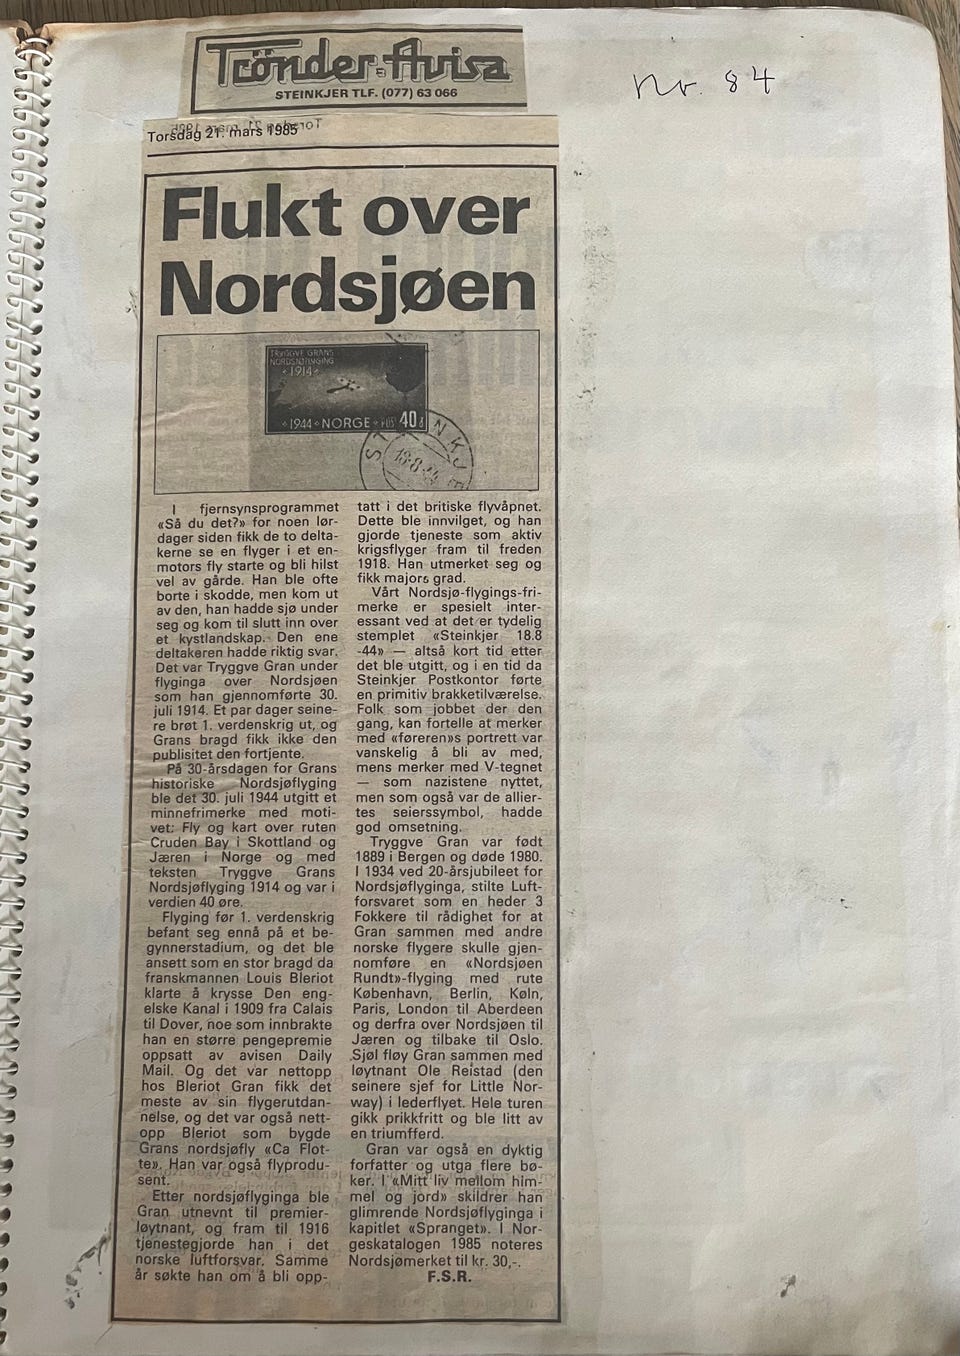 Trønder-Avisa
STEINKJER TLF. (077) 63 066
nr. 84
Torsdag 21. mars 1985
Flukt over
Nordsjøen
TRYGGVE GRANS
NORDSJØFLYGING
1914
1944 NORGE POST 40
STEINKJER
18-8-44
I fjernsynsprogrammet
«Så du det?» for noen lør-
dager siden fikk de to delta-
kerne se en flyger i et en-
motors fly starte og bli hilst
vel av gårde. Han ble ofte
borte i skodde, men kom ut
av den, han hadde sjø under
seg og kom til slutt inn over
et kystlandskap. Den ene
deltakeren hadde riktig svar.
Det var Tryggve Gran under
flyginga over Nordsjøen
som han gjennomførte 30.
juli 1914. Et par dager seine-
re brøt 1. verdenskrig ut, og
Grans bragd fikk ikke den
publisitet den fortjente.
På 30-årsdagen for Grans
historiske Nordsjøflyging
ble det 30. juli 1944 utgitt et
minnefrimerke med moti-
vet: Fly og kart over ruten
Cruden Bay i Skottland og
Jæren i Norge og med
teksten Tryggve Grans
Nordsjøflyging 1914 og var i
verdien 40 øre.
Flyging før 1. verdenskrig
befant seg ennå på et be-
gynnerstadium, og det ble
ansett som en stor bragd da
franskmannen Louis Bleriot
klarte å krysse Den eng-
elske Kanal i 1909 fra Calais
til Dover, noe som innbrakte
han en større pengepremie
oppsatt av avisen Daily
Mail. Og det var nettopp
hos Bleriot Gran fikk det
meste av sin flygerutdan-
nelse, og det var også nett-
opp Bleriot som bygde
Grans nordsjøfly «Ca Flot-
te». Han var også flyprodu-
sent.
Etter nordsjøflyginga ble
Gran utnevnt til premier-
løytnant, og fram til 1916
tjenestegjorde han i det
norske luftforsvar. Samme
år søkte han om å bli opp-
tatt i det britiske flyvåpnet.
Dette ble innvilget, og han
gjorde tjeneste som aktiv
krigsflyger fram til freden
1918. Han utmerket seg og
fikk majors grad.
Vårt Nordsjø-flygings-fri-
merke er spesielt inter-
essant ved at det er tydelig
stemplet «Steinkjer 18.8
-44» — altså kort tid etter
det ble utgitt, og i en tid da
Steinkjer Postkontor førte
en primitiv brakketilværelse.
Folk som jobbet der den
gang, kan fortelle at merker
med «føreren»s portrett var
vanskelig å bli av med,
mens merker med V-tegnet
— som nazistene nyttet,
men som også var de allier-
tes seierssymbol, hadde
god omsetning.
Tryggve Gran var født
1889 i Bergen og døde 1980.
I 1934 ved 20-årsjubileet for
Nordsjøflyginga, stilte Luft-
forsvaret som en heder 3
Fokkere til rådighet for at
Gran sammen med andre
norske flygere skulle gjen-
nomføre en «Nordsjøen
Rundt»-flyging med rute
København, Berlin, Køln,
Paris, London til Aberdeen
og derfra over Nordsjøen til
Jæren og tilbake til Oslo.
Sjøl fløy Gran sammen med
løytnant Ole Reistad (den
seinere sjef for Little Nor-
way) i lederflyet. Hele turen
gikk prikkfritt og ble litt av
en triumfferd.
Gran var også en dyktig
forfatter og utga flere bø-
ker. I «Mitt liv mellom him-
mel og jord» skildrer han
glimrende Nordsjøflyginga i
kapitlet «Spranget». I Nor-
geskatalogen 1985 noteres
Nordsjømerket til kr. 30,-.
F.S.R.